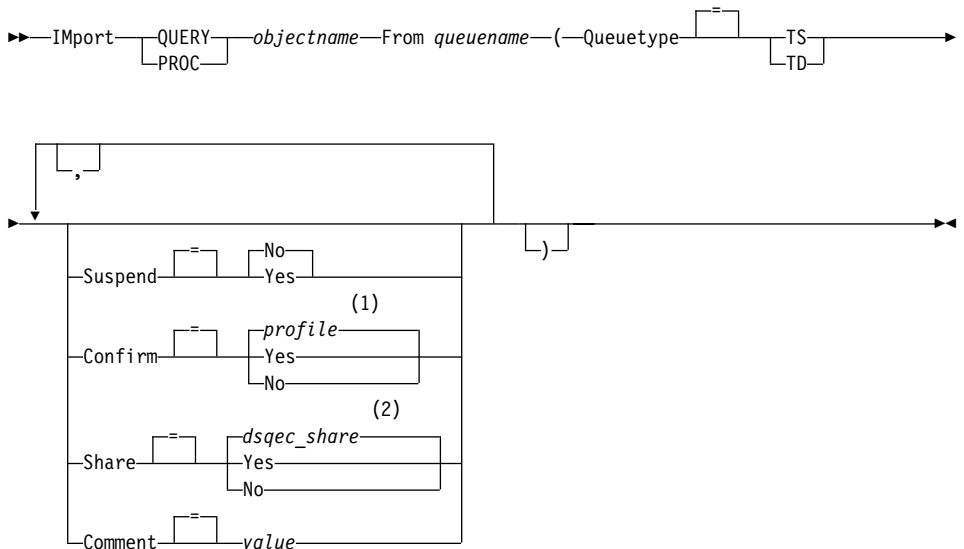 IMport QUERY objectname From queuename ( Queuetype = TS
PROC TD
,
)
= No
Suspend Yes
(1)
= profile
Confirm Yes
No
(2)
= dsqec_share
Share Yes
No
=
Comment value